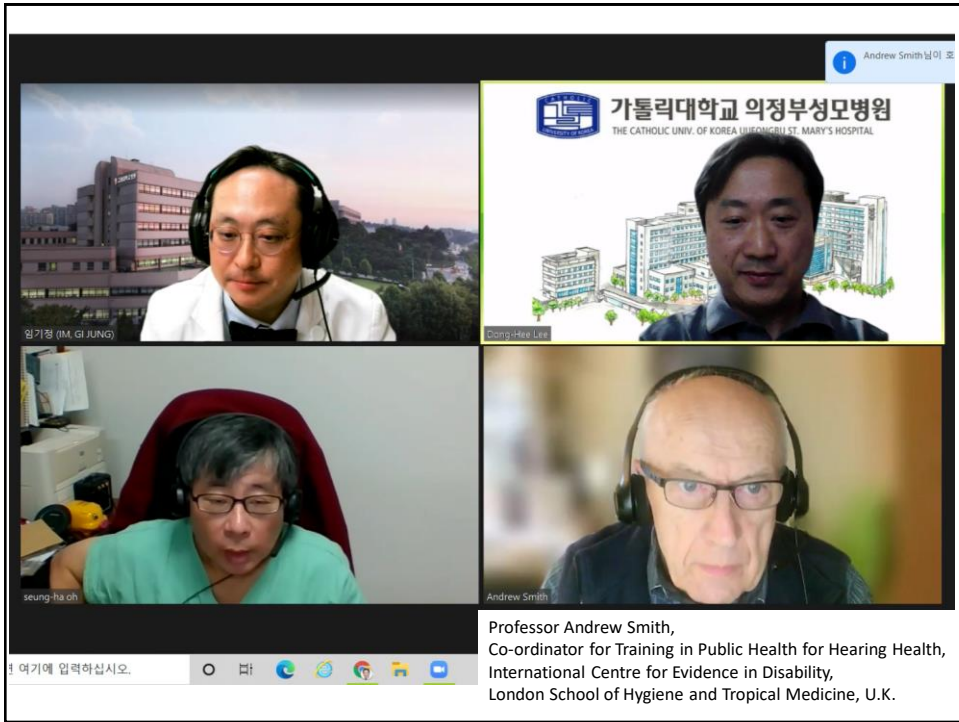 Andrew Smith님이 호
가톨릭대학교 의정부성모병원
THE CATHOLIC UNIV. OF KOREA UIJEONGBU ST. MARY'S HOSPITAL
임기정 (IM, GI JUNG)
Dong-Hee Lee
seung-ha oh
Andrew Smith
여기에 입력하십시오.
Professor Andrew Smith,
Co-ordinator for Training in Public Health for Hearing Health,
International Centre for Evidence in Disability,
London School of Hygiene and Tropical Medicine, U.K.